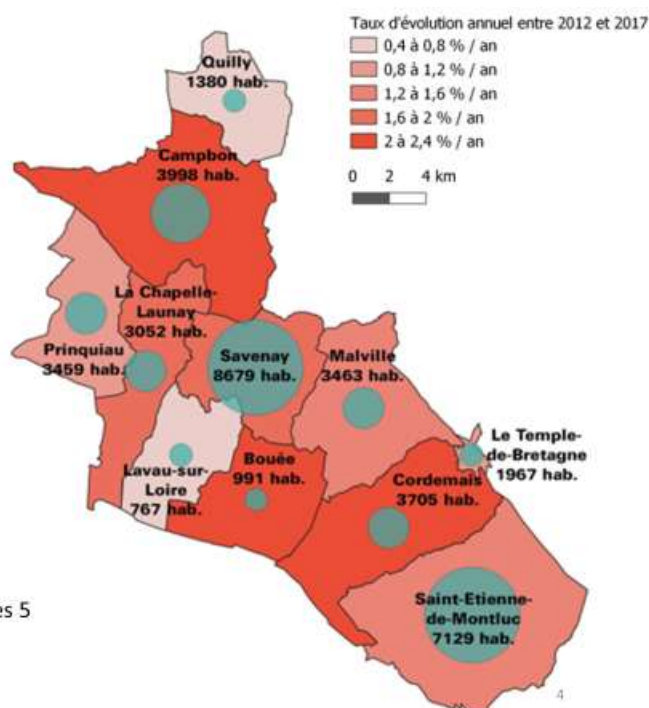 Taux d'évolution annuel entre 2012 et 2017
0,4 à 0,8 % / an
0,8 à 1,2 % / an
1,2 à 1,6 % / an
1,6 à 2 % / an
2 à 2,4 % / an
0 2 4 km
Quilly
1380 hab.
Campbon
3998 hab.
La Chapelle-
Launay
3052 hab.
Prinquiau
3459 hab.
Savenay
8679 hab.
Malville
3463 hab.
Le Temple-
de-Bretagne
1967 hab.
Lavau-sur-
Loire
767 hab.
Bouée
991 hab.
Cordemais
3705 hab.
Saint-Etienne-
de-Montluc
7129 hab.
es 5
4